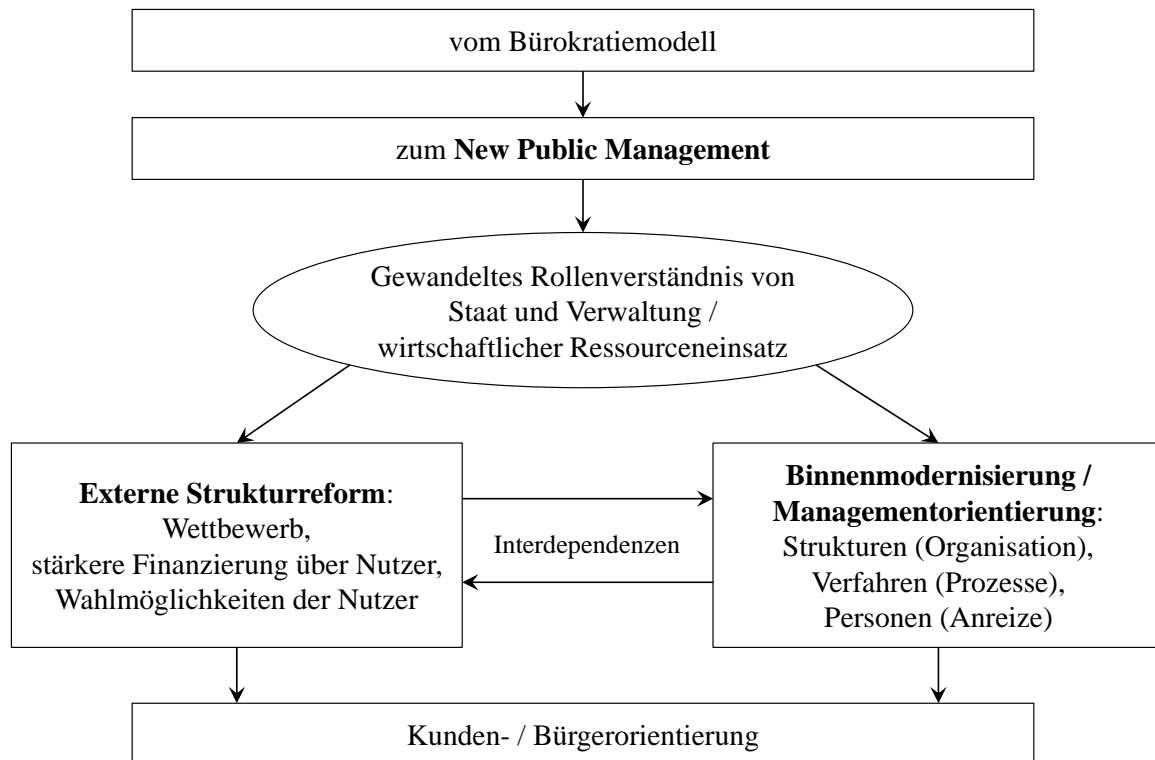 vom Bürokratiemodell
zum New Public Management
Gewandeltes Rollenverständnis von
Staat und Verwaltung /
wirtschaftlicher Ressourceneinsatz
Externe Strukturreform:
Wettbewerb,
stärkere Finanzierung über Nutzer,
Wahlmöglichkeiten der Nutzer
Interdependenzen
Binnenmodernisierung /
Managementorientierung:
Strukturen (Organisation),
Verfahren (Prozesse),
Personen (Anreize)
Kunden- / Bürgerorientierung